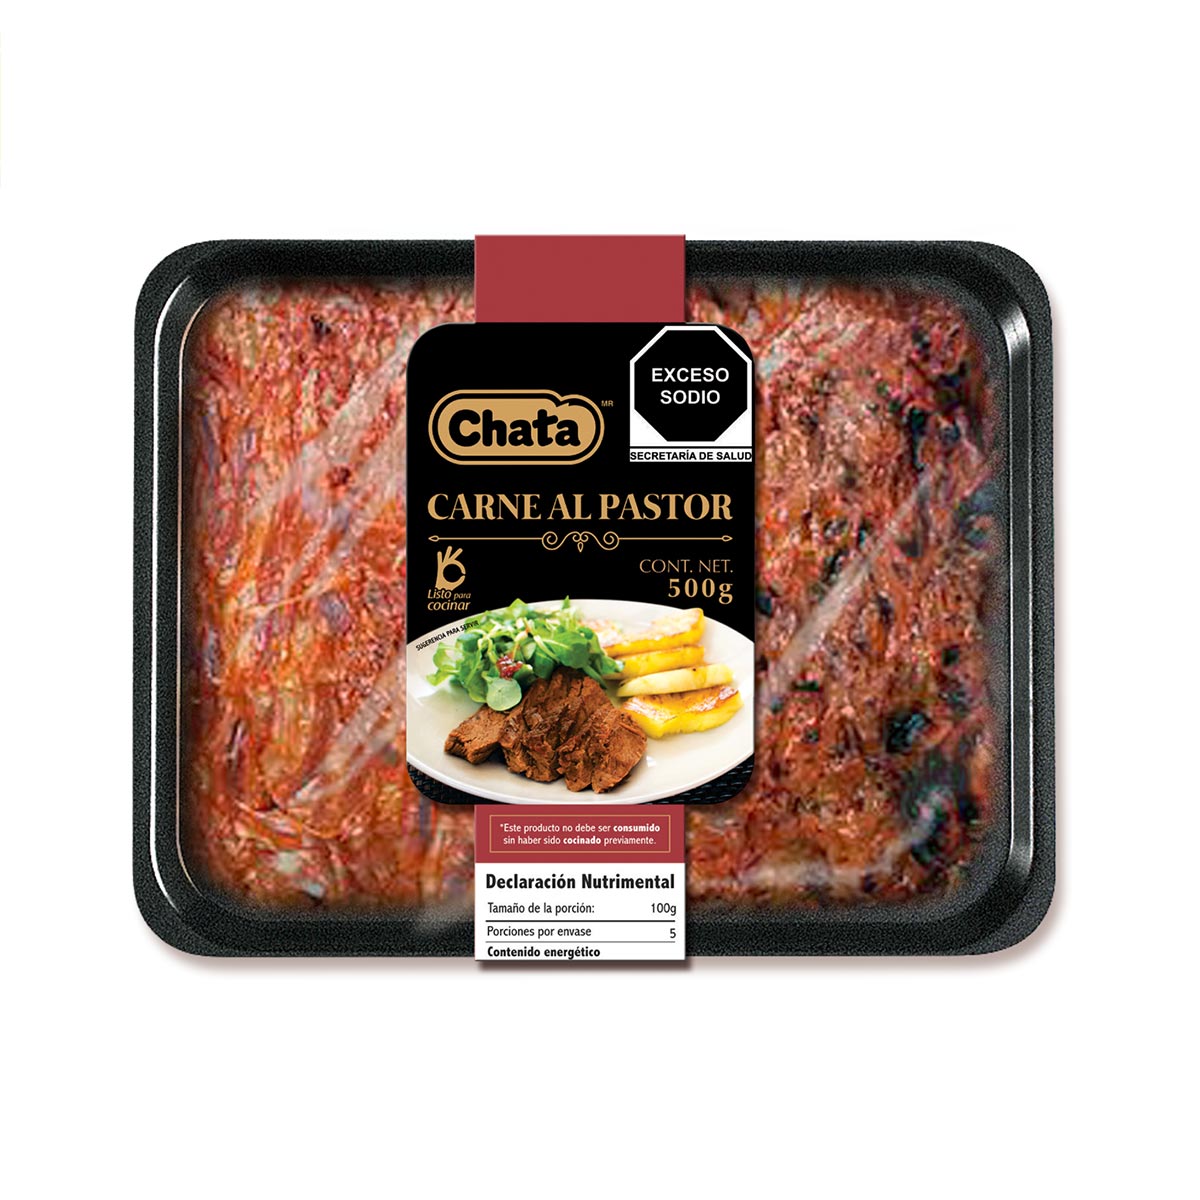 EXCESO
SODIO
SECRETARÍA DE SALUD
Chata MR
CARNE AL PASTOR
CONT. NET.
500g
Listo para
cocinar
SUGERENCIA PARA SERVIR
*Este producto no debe ser consumido
sin haber sido cocinado previamente.
Declaración Nutrimental
Tamaño de la porción: 100g
Porciones por envase 5
Contenido energético